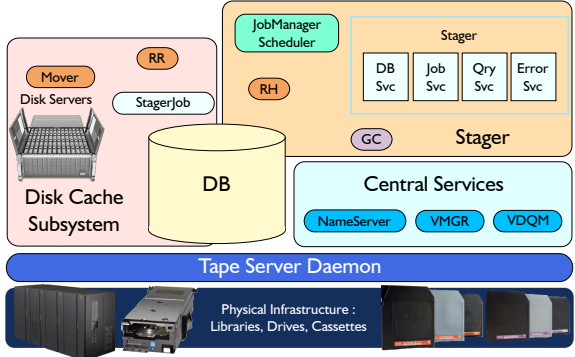 JobManager
Scheduler
Stager
RR
Mover
DB
Svc
Job
Svc
Qry
Svc
Error
Svc
Disk Servers
StagerJob
RH
GC
Stager
Disk Cache
Subsystem
DB
Central Services
NameServer
VMGR
VDQM
Tape Server Daemon
Physical Infrastructure :
Libraries, Drives, Cassettes